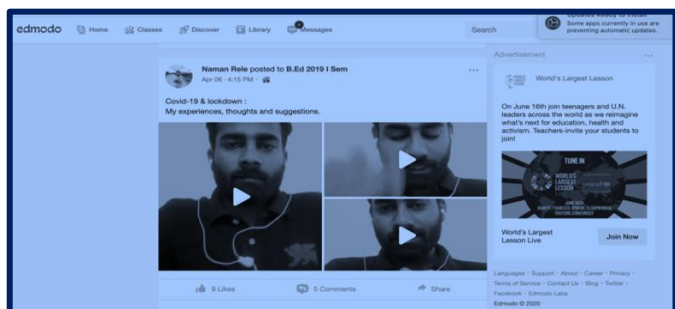 edmodo Home Classes Discover Library Messages Search
Updates Ready to Install
Some apps currently in use are
preventing automatic updates.
Naman Rele posted to B.Ed 2019 I Sem
Apr 08 · 4:15 PM ·
Covid-19 & lockdown :
My experiences, thoughts and suggestions.
9 Likes 5 Comments Share
Advertisement
World's Largest Lesson
On June 16th join teenagers and U.N.
leaders across the world as we reimagine
what's next for education, health and
activism. Teachers-invite your students to
join!
TUNE IN
WORLD'S
LARGEST
LESSON
unicef
World's Largest
Lesson Live
Join Now
Languages · Support · About · Career · Privacy ·
Terms of Service · Contact Us · Blog · Twitter ·
Facebook · Edmodo Labs
Edmodo © 2020